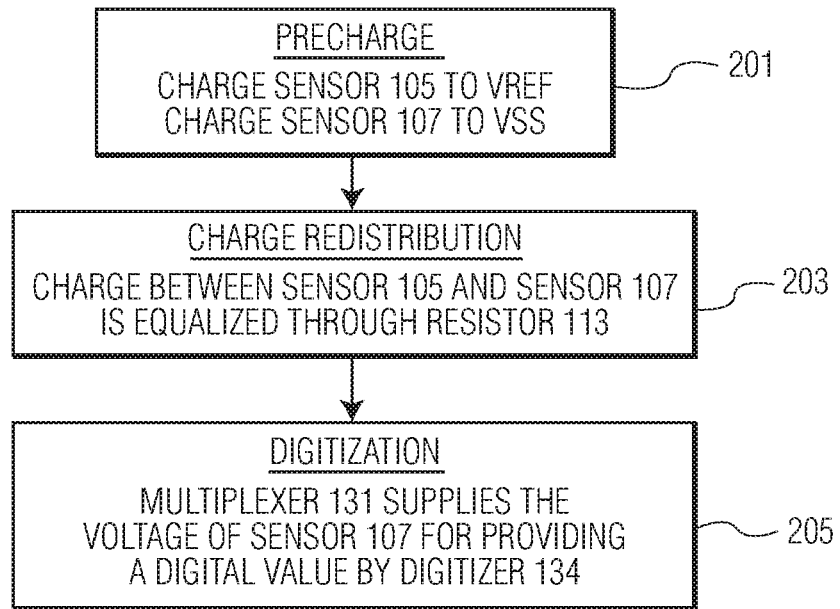 PRECHARGE
CHARGE SENSOR 105 TO VREF
CHARGE SENSOR 107 TO VSS
201
CHARGE REDISTRIBUTION
CHARGE BETWEEN SENSOR 105 AND SENSOR 107
IS EQUALIZED THROUGH RESISTOR 113
203
DIGITIZATION
MULTIPLEXER 131 SUPPLIES THE
VOLTAGE OF SENSOR 107 FOR PROVIDING
A DIGITAL VALUE BY DIGITIZER 134
205